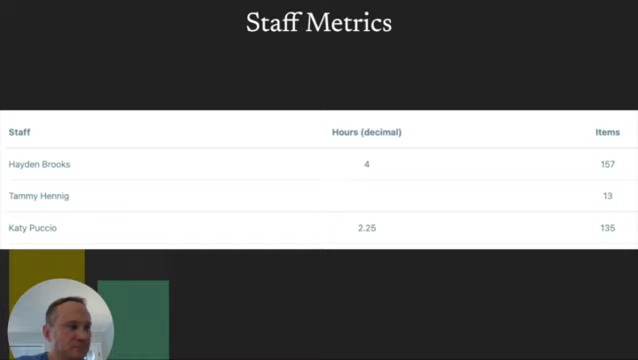 Staff Metrics
Staff Hours (decimal) Items
Hayden Brooks 4 157
Tammy Hennig 13
Katy Puccio 2.25 135